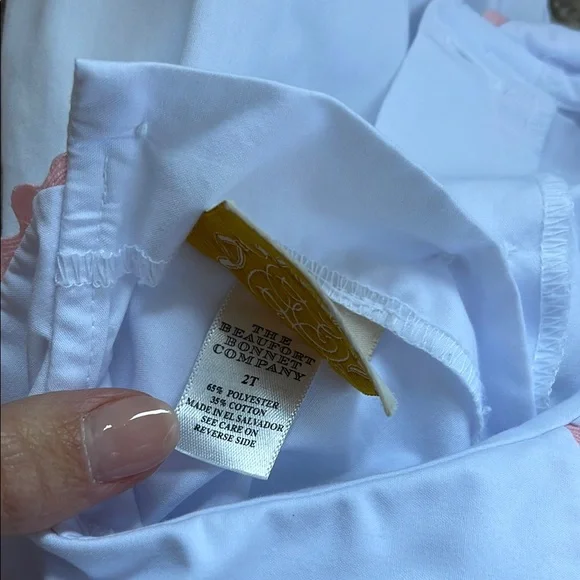 THE
BEAUFORT
BONNET
COMPANY
2T
65% POLYESTER
35% COTTON
MADE IN EL SALVADOR
SEE CARE ON
REVERSE SIDE